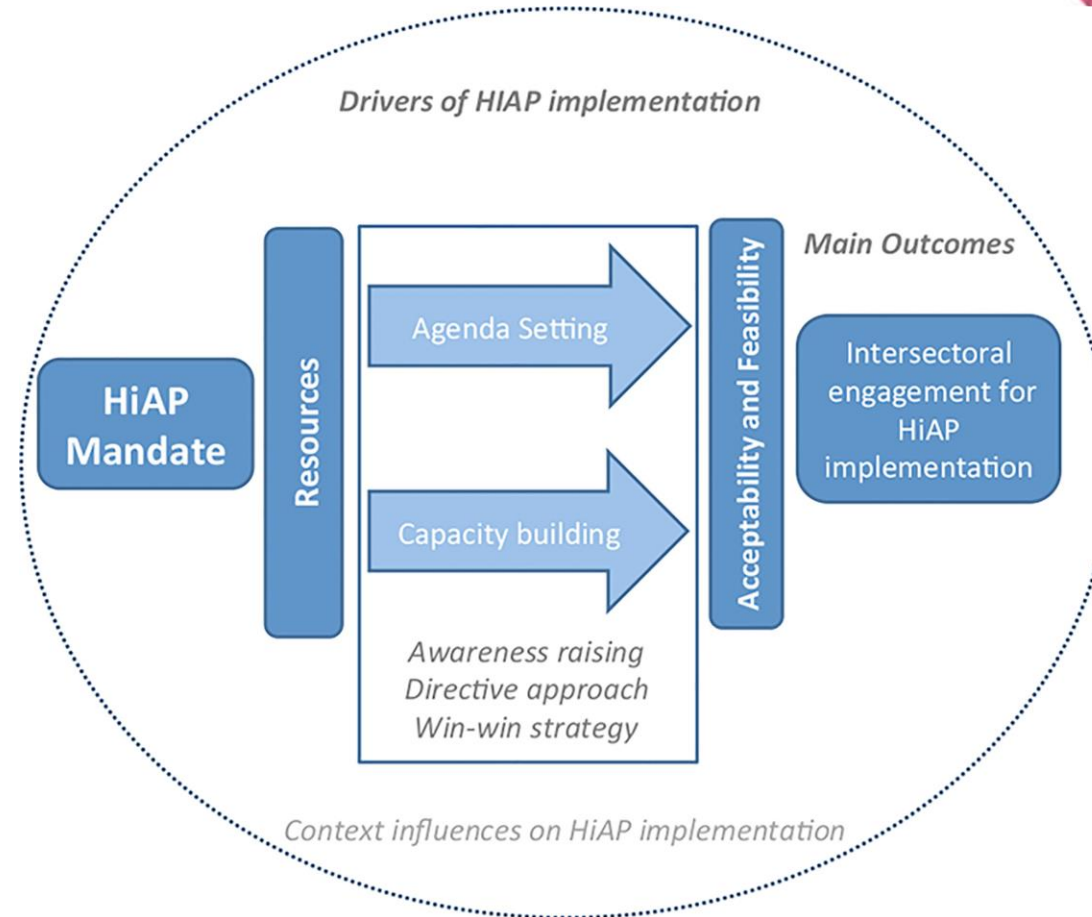 Drivers of HIAP implementation
HiAP
Mandate
Resources
Agenda Setting
Capacity building
Awareness raising
Directive approach
Win-win strategy
Acceptability and Feasibility
Main Outcomes
Intersectoral
engagement for
HiAP
implementation
Context influences on HiAP implementation